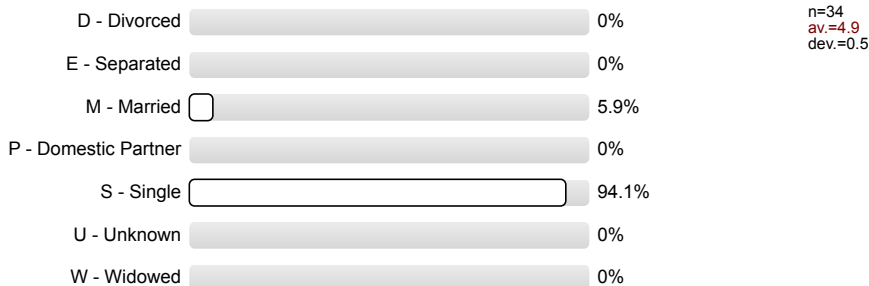 D - Divorced 0%
E - Separated 0%
M - Married 5.9%
P - Domestic Partner 0%
S - Single 94.1%
U - Unknown 0%
W - Widowed 0%
n=34
av.=4.9
dev.=0.5